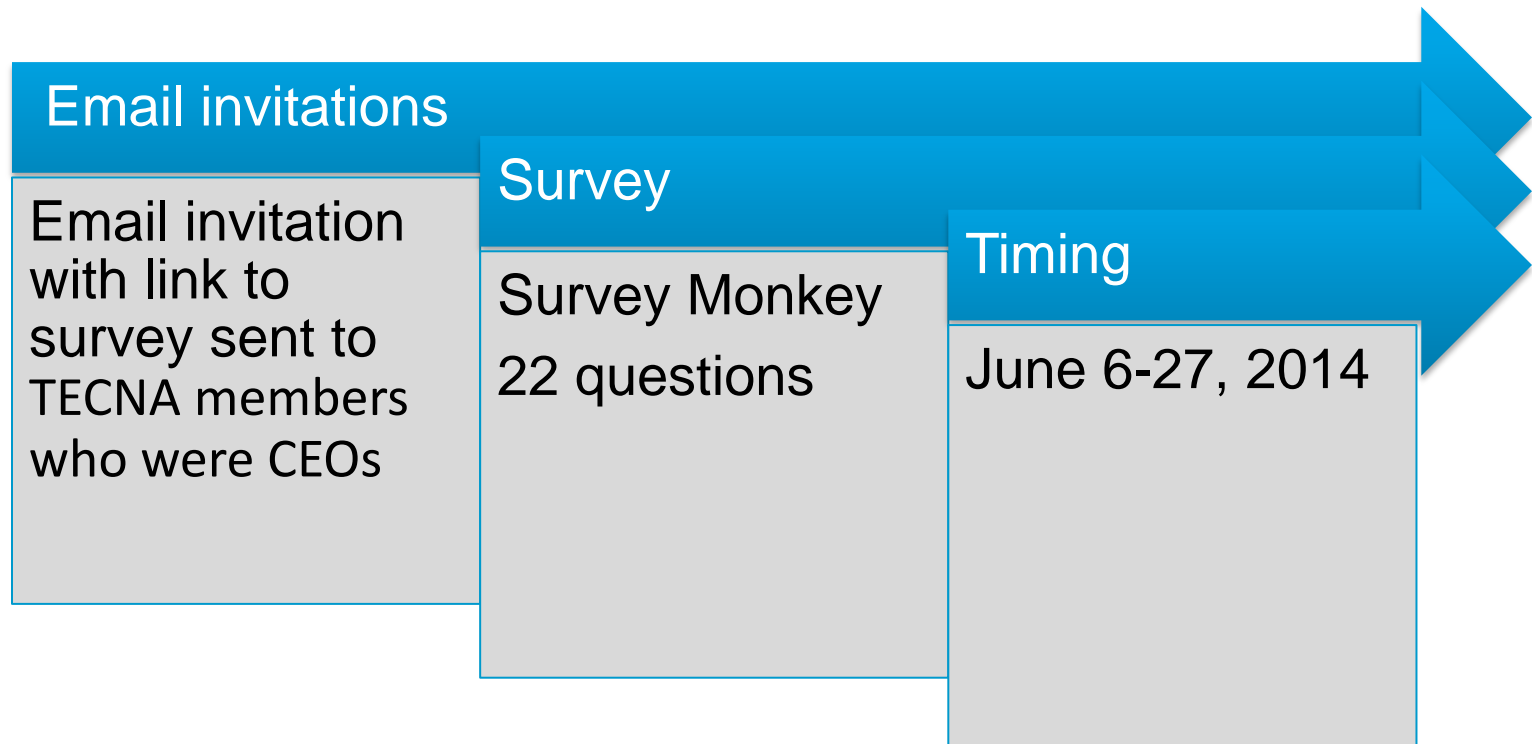 Email invitations
Email invitation
with link to
survey sent to
TECNA members
who were CEOs
Survey
Survey Monkey
22 questions
Timing
June 6-27, 2014